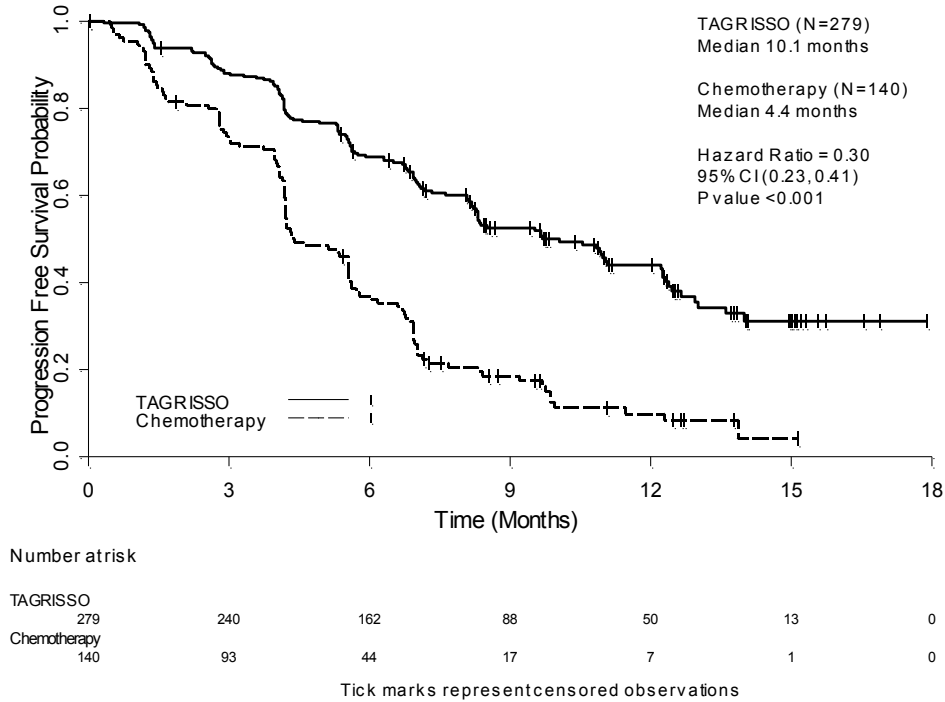 TAGRISSO (N=279)
Median 10.1 months
Chemotherapy (N=140)
Median 4.4 months
Hazard Ratio = 0.30
95% CI (0.23, 0.41)
P value <0.001
Progression Free Survival Probability
1.0
0.8
0.6
0.4
0.2
0.0
TAGRISSO
Chemotherapy
0 3 6 9 12 15 18
Time (Months)
Number at risk
TAGRISSO
279 240 162 88 50 13 0
Chemotherapy
140 93 44 17 7 1 0
Tick marks represent censored observations